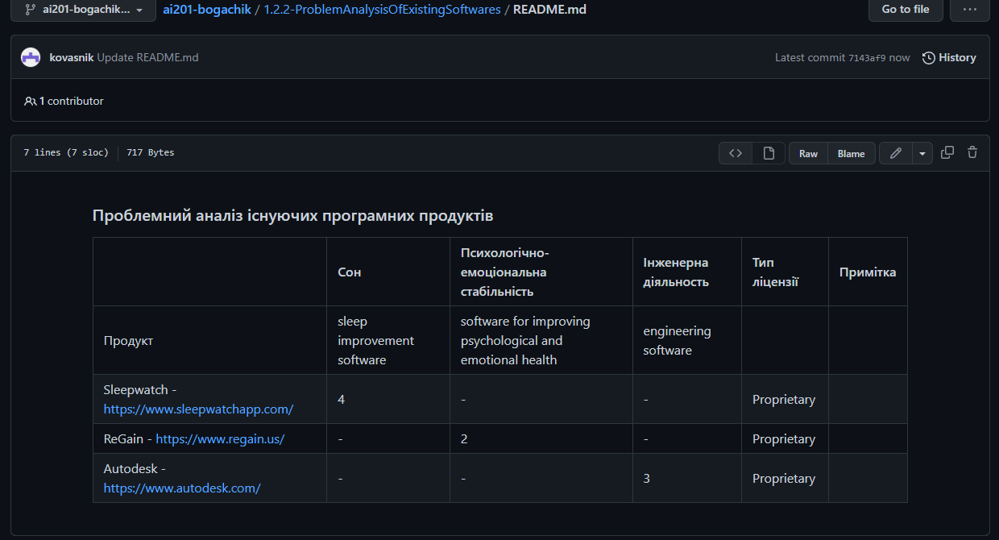 ai201-bogachik...
ai201-bogachik / 1.2.2-ProblemAnalysisOfExistingSoftwares / README.md
Go to file
...
kovasnik Update README.md
Latest commit 7143af9 now
History
1 contributor
7 lines (7 sloc)
717 Bytes
<>
Raw
Blame
Проблемний аналіз існуючих програмних продуктів
Сон
Психологічно-
емоціональна
стабільність
Інженерна
діяльность
Тип
ліцензії
Примітка
Продукт
sleep
improvement
software
software for improving
psychological and
emotional health
engineering
software
Sleepwatch -
https://www.sleepwatchapp.com/
4
-
-
Proprietary
ReGain - https://www.regain.us/
-
2
-
Proprietary
Autodesk -
https://www.autodesk.com/
-
-
3
Proprietary